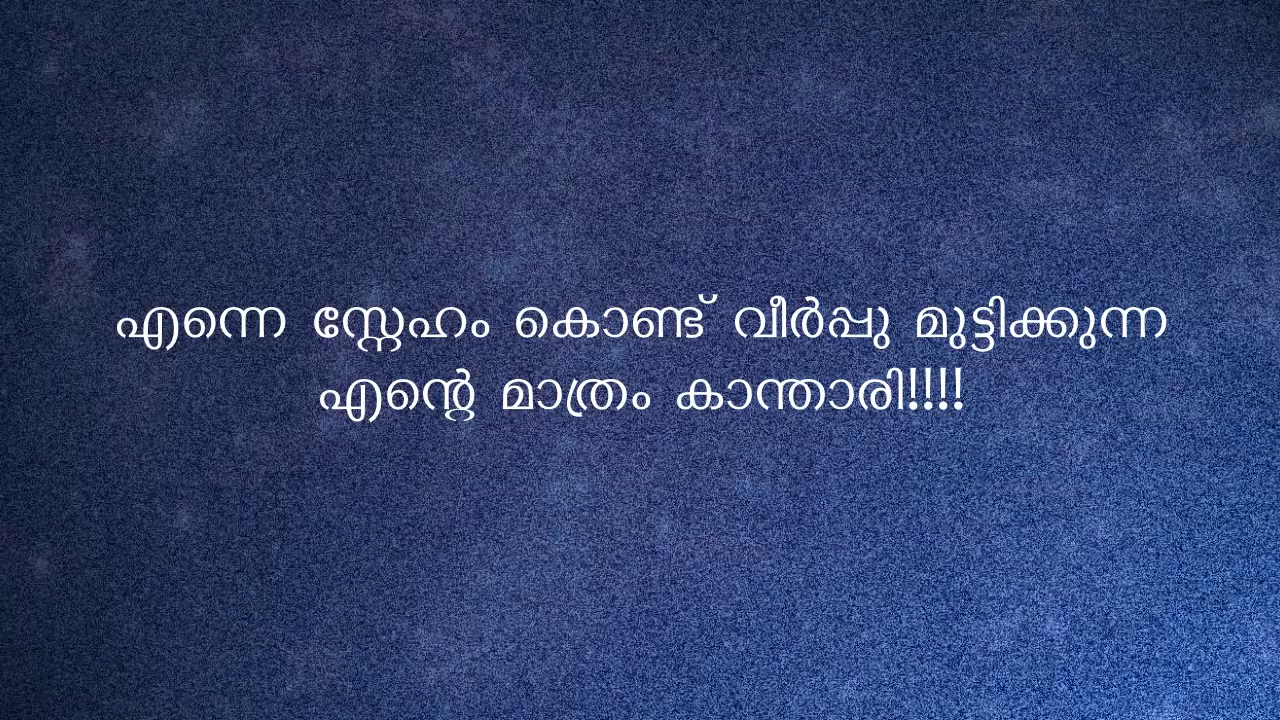 എന്നെ സ്നേഹം കൊണ്ട് വീർപ്പു മുട്ടിക്കുന്ന
എന്റെ മാത്രം കാന്താരി!!!!